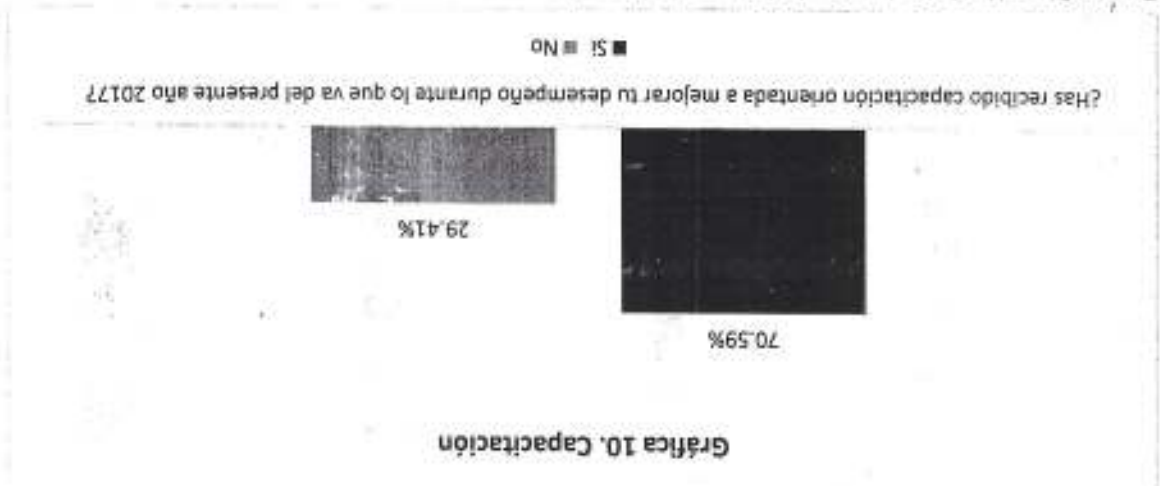 Gráfica 10. Capacitación
70.59%
29.41%
¿Has recibido capacitación orientada a mejorar tu desempeño durante lo que va del presente año 2017?
Si No